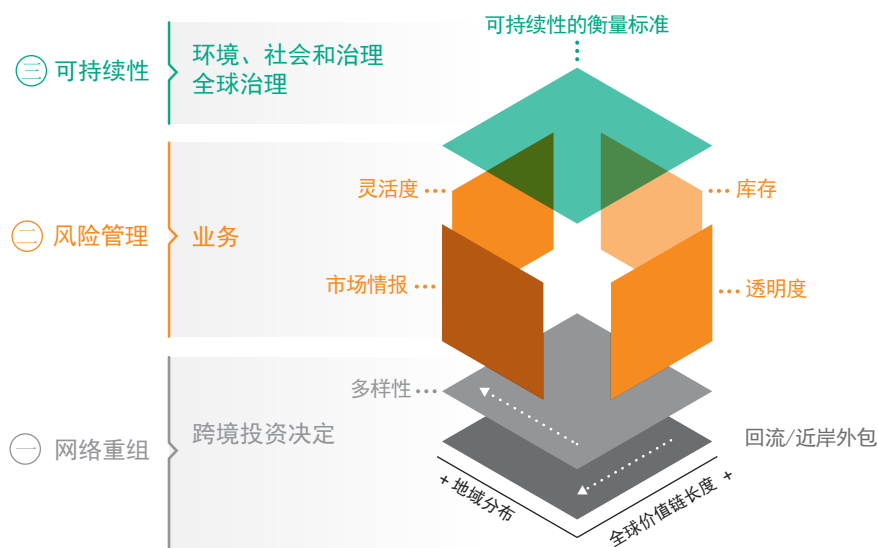 可持续性的衡量标准
三 可持续性
环境、社会和治理
全球治理
灵活度
库存
二 风险管理
业务
市场情报
透明度
多样性
一 网络重组
跨境投资决定
回流/近岸外包
+ 地域分布
全球价值链长度 +